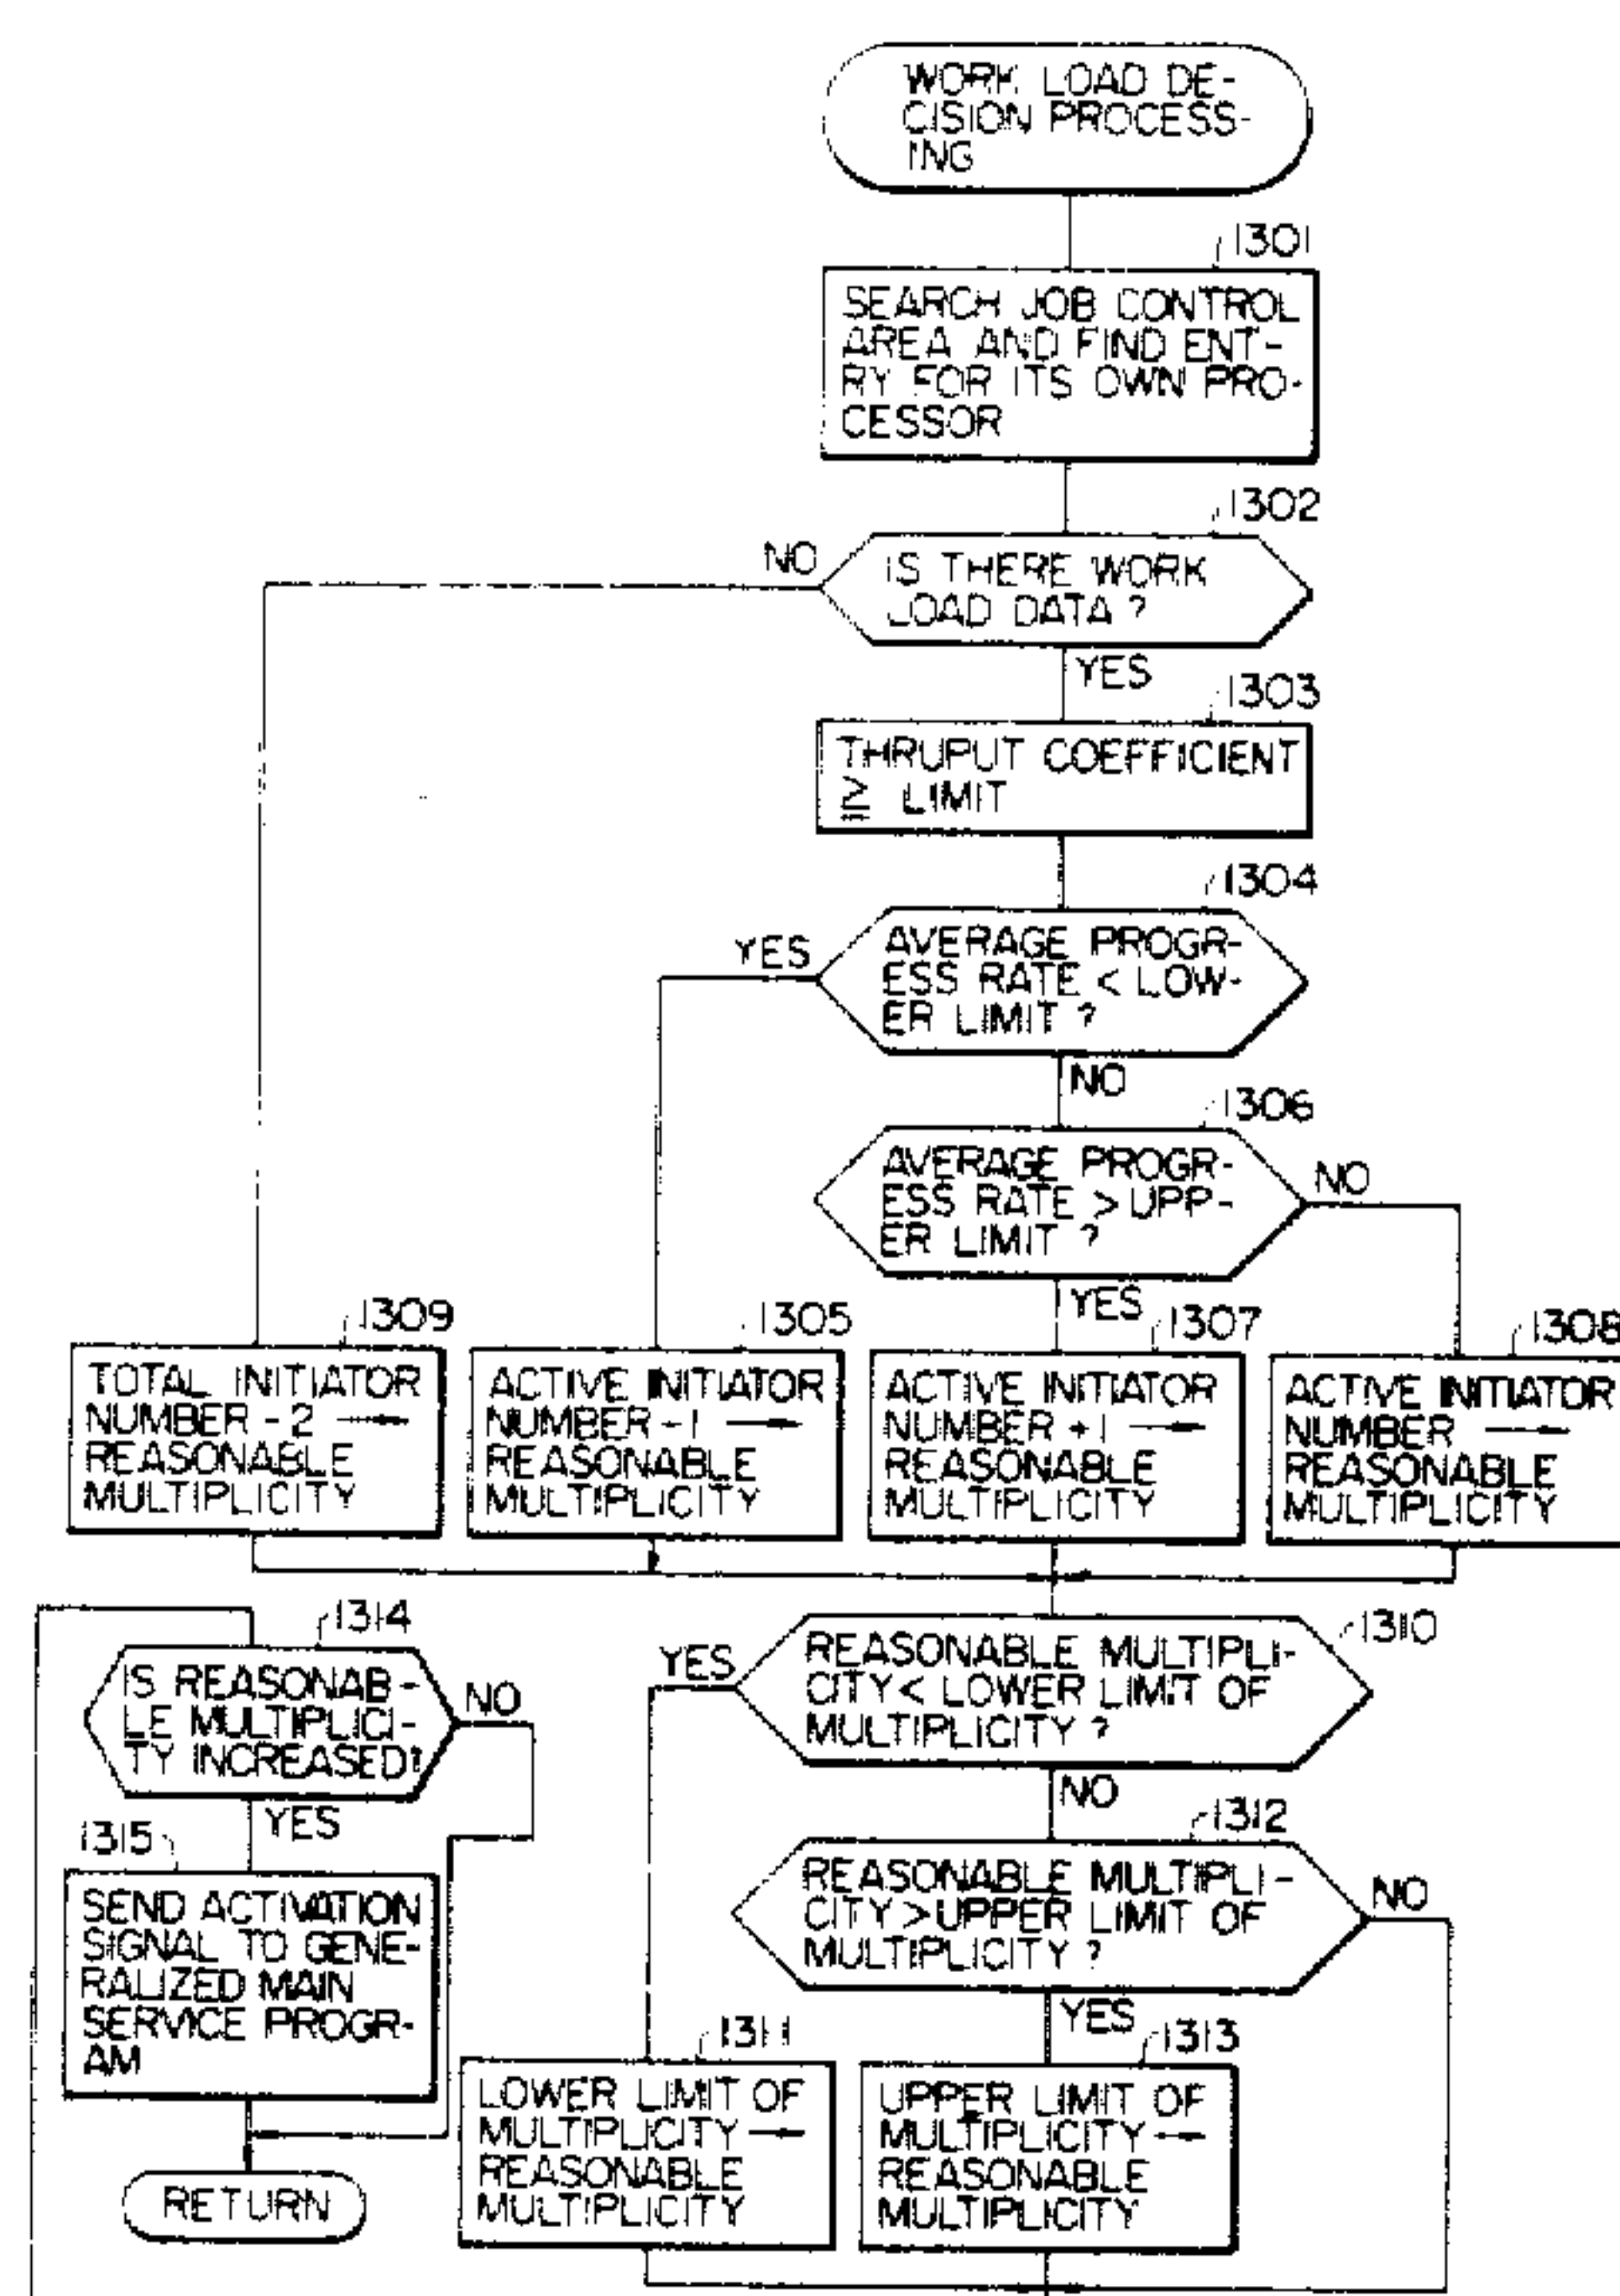 WORK LOAD DE-
CISION PROCESS-
ING
1301
SEARCH JOB CONTROL
AREA AND FIND ENT-
RY FOR ITS OWN PRO-
CESSOR
1302
NO
IS THERE WORK
LOAD DATA ?
YES
1303
THRUPUT COEFFICIENT
≧ LIMIT
1304
YES
AVERAGE PROGR-
ESS RATE < LOW-
ER LIMIT ?
NO
1306
AVERAGE PROGR-
ESS RATE > UPP-
ER LIMIT ?
NO
YES
1309
TOTAL INITIATOR
NUMBER - 2 →
REASONABLE
MULTIPLICITY
1305
ACTIVE INITIATOR
NUMBER - 1 →
REASONABLE
MULTIPLICITY
1307
ACTIVE INITIATOR
NUMBER + 1 →
REASONABLE
MULTIPLICITY
1308
ACTIVE INITIATOR
NUMBER →
REASONABLE
MULTIPLICITY
1310
YES
REASONABLE MULTIPLI-
CITY < LOWER LIMIT OF
MULTIPLICITY ?
NO
1312
REASONABLE MULTIPLI-
CITY > UPPER LIMIT OF
MULTIPLICITY ?
NO
YES
1311
LOWER LIMIT OF
MULTIPLICITY →
REASONABLE
MULTIPLICITY
1313
UPPER LIMIT OF
MULTIPLICITY →
REASONABLE
MULTIPLICITY
1314
IS REASONAB-
LE MULTIPLICI-
TY INCREASED?
NO
YES
1315
SEND ACTIVATION
SIGNAL TO GENE-
RALIZED MAIN
SERVICE PROGR-
AM
RETURN